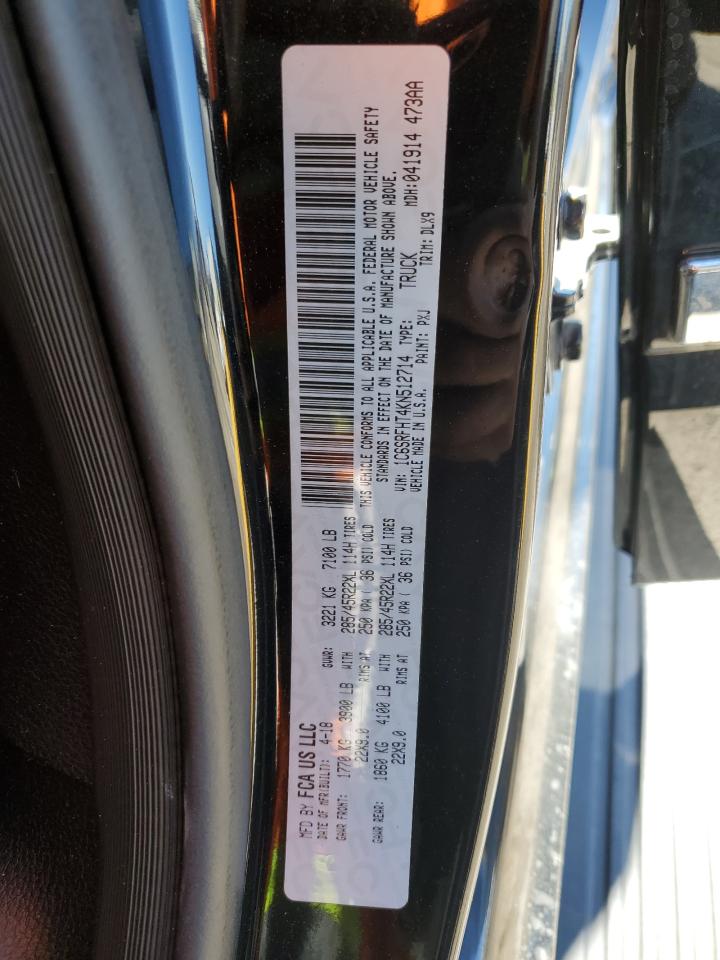 MFD BY FCA US LLC
DATE OF MFR(BUILT): 4-18 GVWR: 3221 KG 7100 LB
GAWR FRONT: 1770 KG 3900 LB WITH 285/45R22XL 114H TIRES
22X9.0 RIMS AT 250 KPA ( 36 PSI) COLD
GAWR REAR: 1860 KG 4100 LB WITH 285/45R22XL 114H TIRES
22X9.0 RIMS AT 250 KPA ( 36 PSI) COLD
THIS VEHICLE CONFORMS TO ALL APPLICABLE U.S.A. FEDERAL MOTOR VEHICLE SAFETY
STANDARDS IN EFFECT ON THE DATE OF MANUFACTURE SHOWN ABOVE.
VIN: 1C6SRFHT4KN512714 TYPE: TRUCK MDH:041914 473AA
VEHICLE MADE IN U.S.A. PAINT: PXJ TRIM: DLX9